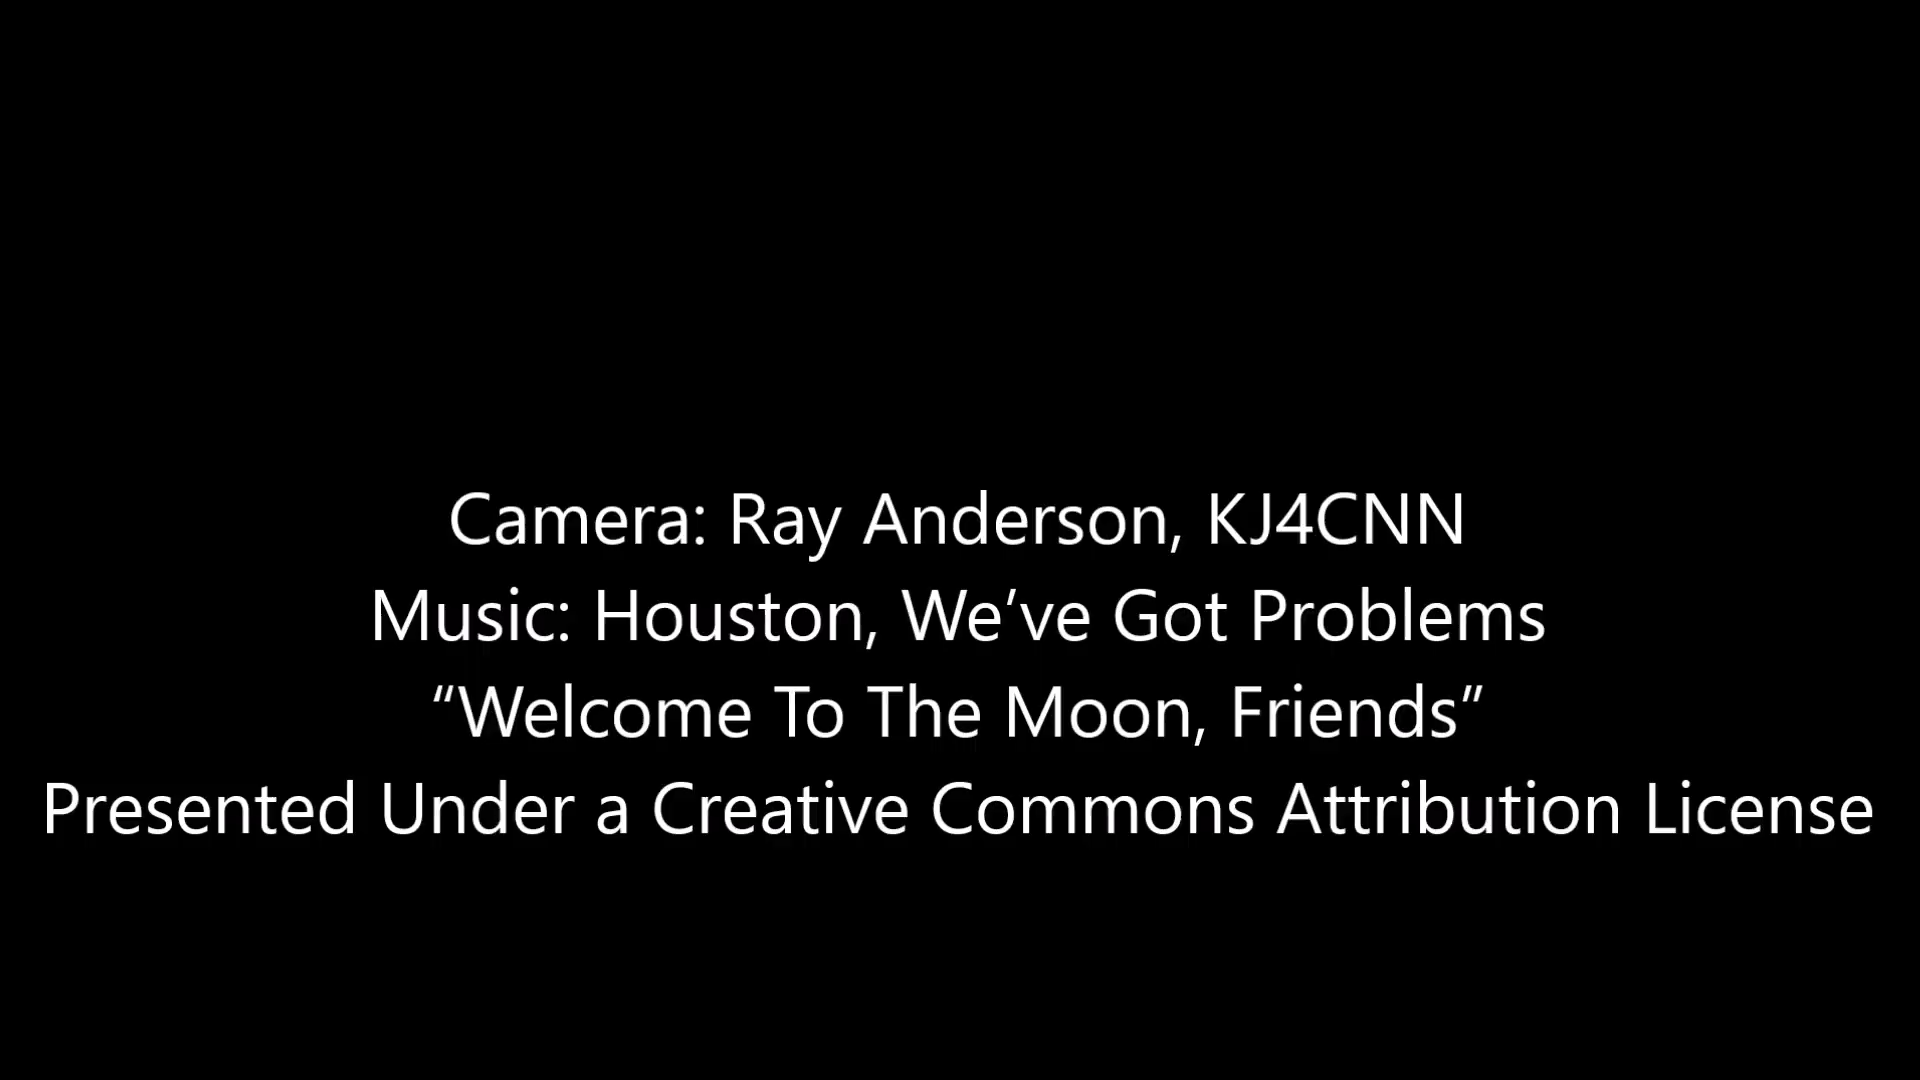 Camera: Ray Anderson, KJ4CNN
Music: Houston, We’ve Got Problems
“Welcome To The Moon, Friends”
Presented Under a Creative Commons Attribution License